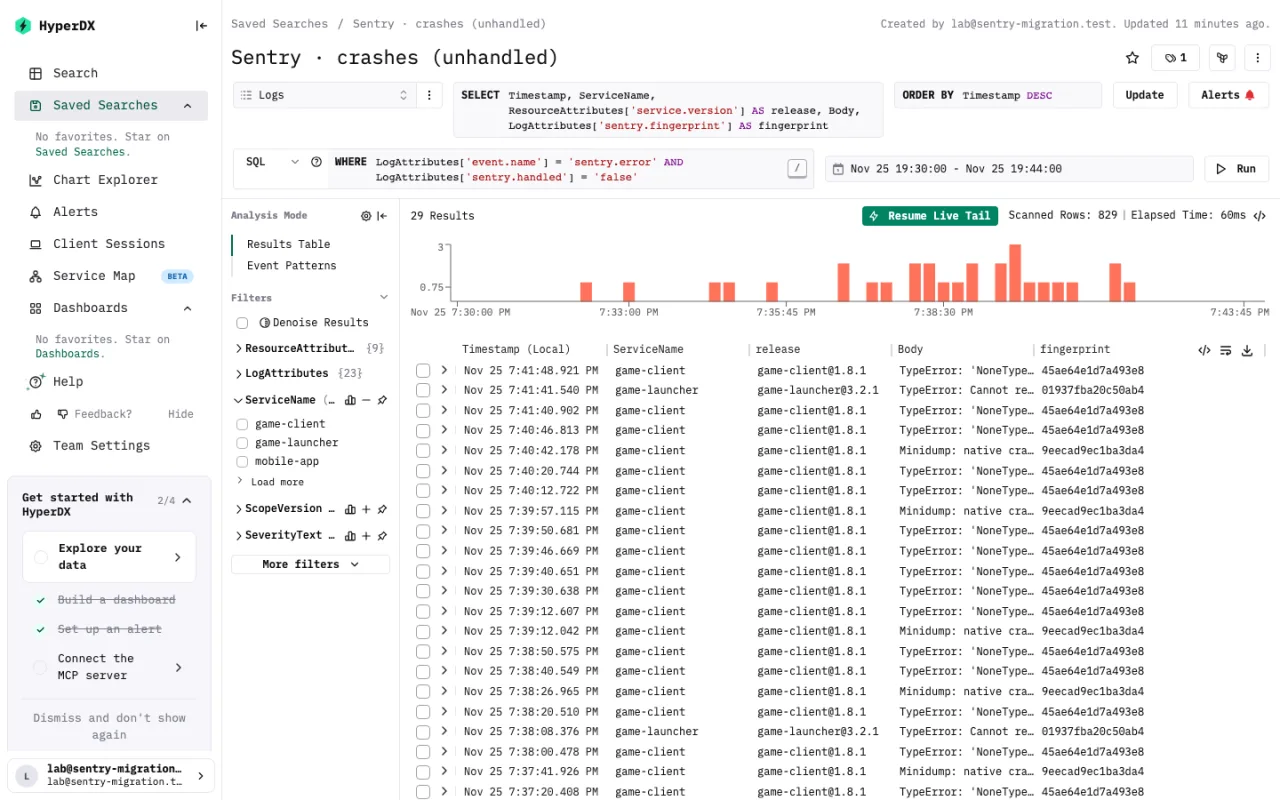 HyperDX
Search
Saved Searches
No favorites. Star on
Saved Searches.
Chart Explorer
Alerts
Client Sessions
Service Map BETA
Dashboards
No favorites. Star on
Dashboards.
Help
Feedback? Hide
Team Settings
Get started with
HyperDX
2/4
Explore your
data
Build a dashboard
Set up an alert
Connect the
MCP server
Dismiss and don't show
again
L
lab@sentry-migration…
lab@sentry-migration.t…
Saved Searches / Sentry · crashes (unhandled)
Created by lab@sentry-migration.test. Updated 11 minutes ago.
Sentry · crashes (unhandled)
1
Logs
SELECT Timestamp, ServiceName,
ResourceAttributes['service.version'] AS release, Body,
LogAttributes['sentry.fingerprint'] AS fingerprint
ORDER BY Timestamp DESC
Update
Alerts
SQL
WHERE LogAttributes['event.name'] = 'sentry.error' AND
LogAttributes['sentry.handled'] = 'false'
/
Nov 25 19:30:00 - Nov 25 19:44:00
Run
Analysis Mode
Results Table
Event Patterns
Filters
Denoise Results
ResourceAttribut… {9}
LogAttributes {23}
ServiceName (…
game-client
game-launcher
mobile-app
Load more
ScopeVersion …
SeverityText …
More filters
29 Results
Resume Live Tail
Scanned Rows: 829 | Elapsed Time: 60ms
3
0.75
Nov 25 7:30:00 PM 7:33:00 PM 7:35:45 PM 7:38:30 PM 7:43:45 PM
Timestamp (Local) ServiceName release Body fingerprint
Nov 25 7:41:48.921 PM game-client game-client@1.8.1 TypeError: 'NoneType… 45ae64e1d7a493e8
Nov 25 7:41:41.540 PM game-launcher game-launcher@3.2.1 TypeError: Cannot re… 01937fba20c50ab4
Nov 25 7:41:40.902 PM game-client game-client@1.8.1 TypeError: 'NoneType… 45ae64e1d7a493e8
Nov 25 7:40:46.813 PM game-client game-client@1.8.1 TypeError: 'NoneType… 45ae64e1d7a493e8
Nov 25 7:40:42.178 PM game-client game-client@1.8.1 Minidump: native cra… 9eecad9ec1ba3da4
Nov 25 7:40:20.744 PM game-client game-client@1.8.1 TypeError: 'NoneType… 45ae64e1d7a493e8
Nov 25 7:40:12.722 PM game-client game-client@1.8.1 TypeError: 'NoneType… 45ae64e1d7a493e8
Nov 25 7:39:57.115 PM game-client game-client@1.8.1 Minidump: native cra… 9eecad9ec1ba3da4
Nov 25 7:39:50.681 PM game-client game-client@1.8.1 TypeError: 'NoneType… 45ae64e1d7a493e8
Nov 25 7:39:46.669 PM game-client game-client@1.8.1 TypeError: 'NoneType… 45ae64e1d7a493e8
Nov 25 7:39:40.651 PM game-client game-client@1.8.1 TypeError: 'NoneType… 45ae64e1d7a493e8
Nov 25 7:39:30.638 PM game-client game-client@1.8.1 TypeError: 'NoneType… 45ae64e1d7a493e8
Nov 25 7:39:12.607 PM game-client game-client@1.8.1 TypeError: 'NoneType… 45ae64e1d7a493e8
Nov 25 7:39:12.042 PM game-client game-client@1.8.1 Minidump: native cra… 9eecad9ec1ba3da4
Nov 25 7:38:50.575 PM game-client game-client@1.8.1 TypeError: 'NoneType… 45ae64e1d7a493e8
Nov 25 7:38:40.549 PM game-client game-client@1.8.1 TypeError: 'NoneType… 45ae64e1d7a493e8
Nov 25 7:38:26.965 PM game-client game-client@1.8.1 Minidump: native cra… 9eecad9ec1ba3da4
Nov 25 7:38:20.510 PM game-client game-client@1.8.1 TypeError: 'NoneType… 45ae64e1d7a493e8
Nov 25 7:38:08.376 PM game-launcher game-launcher@3.2.1 TypeError: Cannot re… 01937fba20c50ab4
Nov 25 7:38:00.478 PM game-client game-client@1.8.1 TypeError: 'NoneType… 45ae64e1d7a493e8
Nov 25 7:37:41.926 PM game-client game-client@1.8.1 Minidump: native cra… 9eecad9ec1ba3da4
Nov 25 7:37:20.408 PM game-client game-client@1.8.1 TypeError: 'NoneType… 45ae64e1d7a493e8